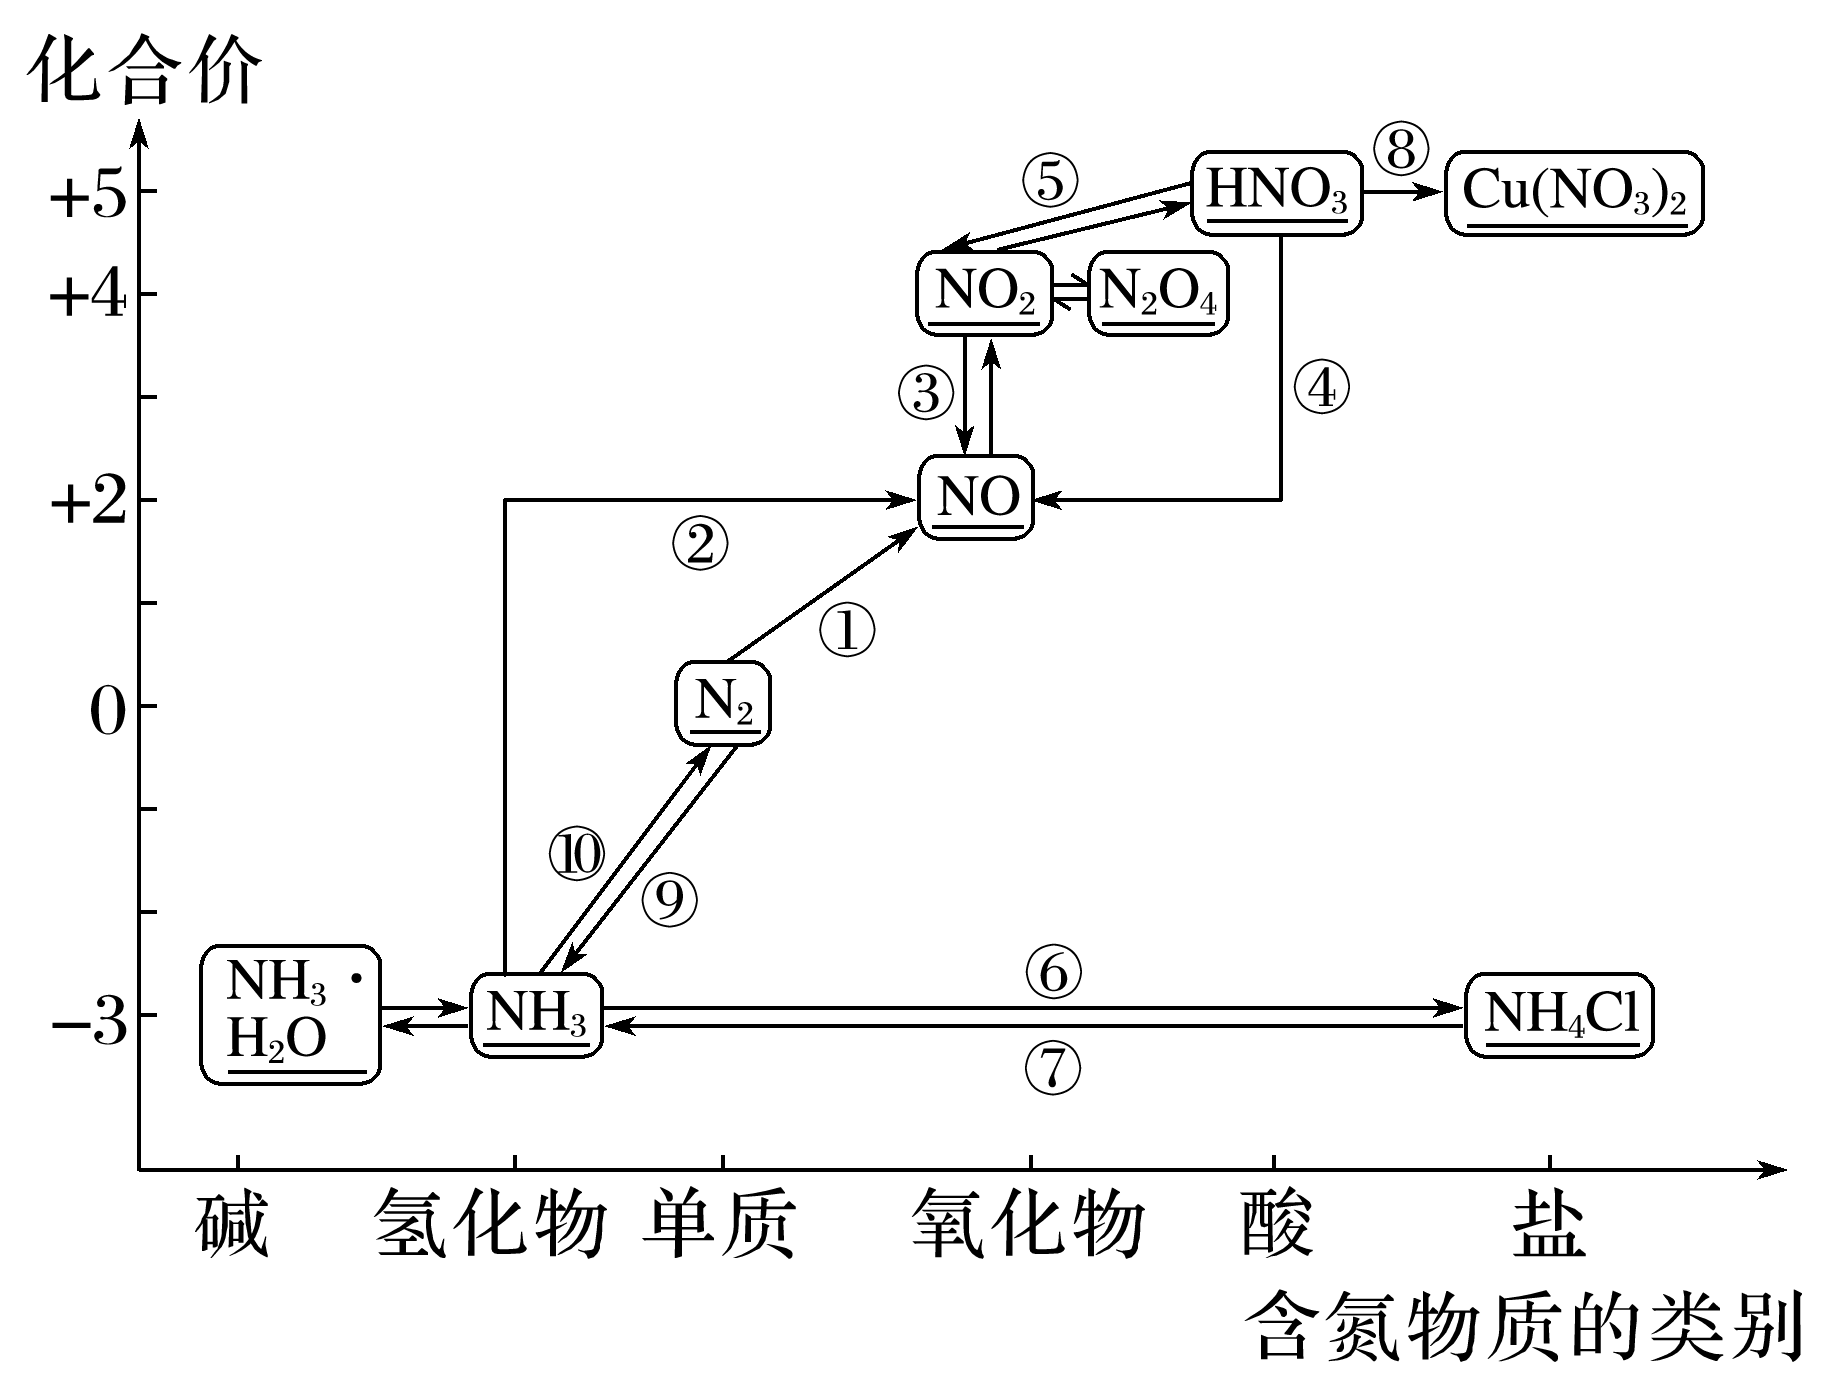 化合价
+5
+4
+2
0
−3
⑤
HNO₃
⑧
Cu(NO₃)₂
NO₂
N₂O₄
③
④
NO
②
①
N₂
⑩
⑨
NH₃ ·
H₂O
NH₃
⑥
⑦
NH₄Cl
碱 氢化物 单质 氧化物 酸 盐
含氮物质的类别